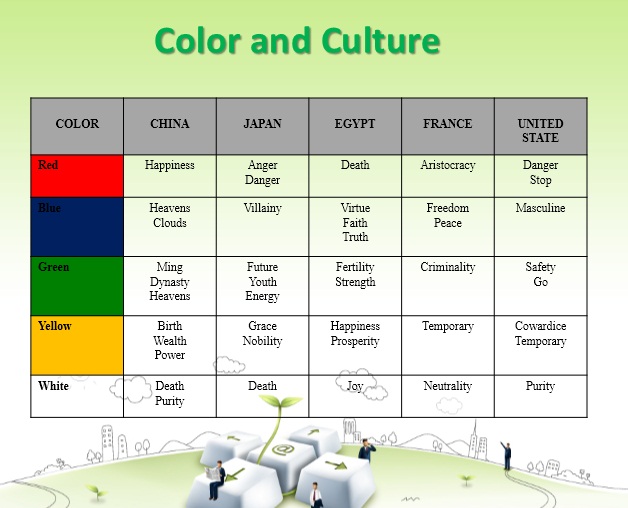 Color and Culture
COLOR CHINA JAPAN EGYPT FRANCE UNITED
STATE
Red Happiness Anger Death Aristocracy Danger
Danger Stop
Blue Heavens Villainy Virtue Freedom Masculine
Clouds Faith Peace
Truth
Green Ming Future Fertility Criminality Safety
Dynasty Youth Strength Go
Heavens Energy
Yellow Birth Grace Happiness Temporary Cowardice
Wealth Nobility Prosperity Temporary
Power
White Death Death Joy Neutrality Purity
Purity
@